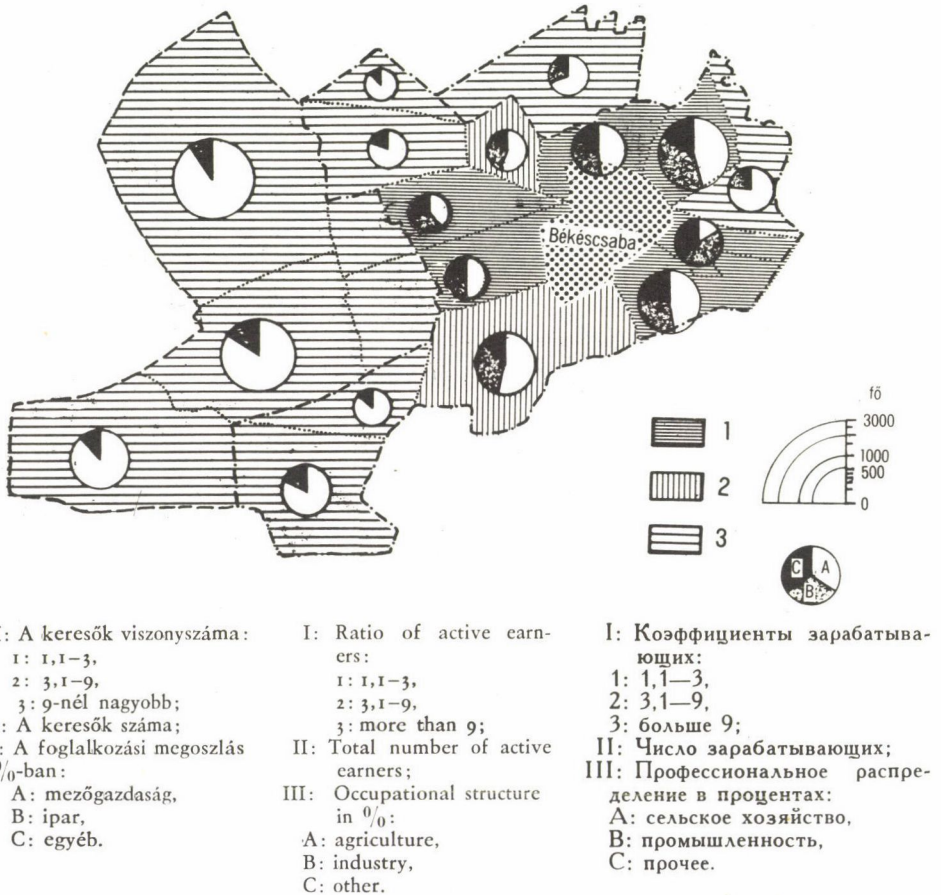 Békéscsaba
fő
3000
1000
500
0
1
2
3
C
A
B
I: A keresők viszonyszáma:
1: 1,1–3,
2: 3,1–9,
3: 9-nél nagyobb;
: A keresők száma;
: A foglalkozási megoszlás
%-ban:
A: mezőgazdaság,
B: ipar,
C: egyéb.
I: Ratio of active earn-
ers:
1: 1,1–3,
2: 3,1–9,
3: more than 9;
II: Total number of active
earners;
III: Occupational structure
in %:
A: agriculture,
B: industry,
C: other.
I: Коэффициенты зарабатыва-
ющих:
1: 1,1—3,
2: 3,1—9,
3: больше 9;
II: Число зарабатывающих;
III: Профессиональное распре-
деление в процентах:
А: сельское хозяйство,
В: промышленность,
С: прочее.